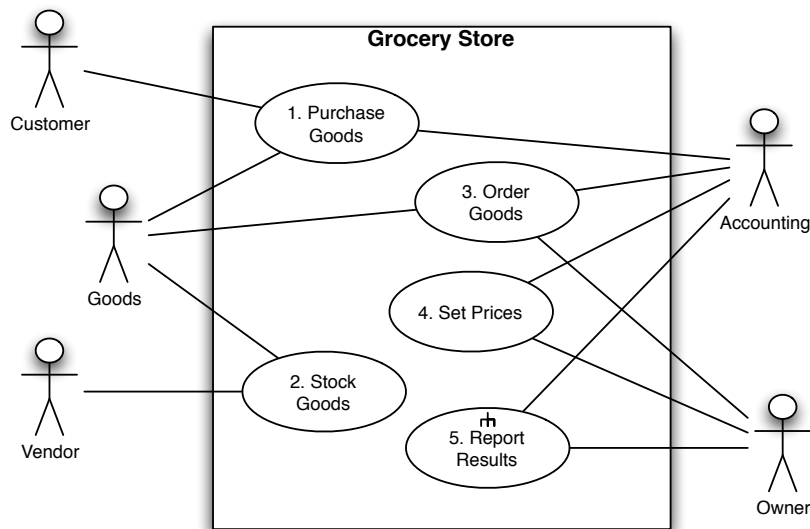 Grocery Store
Customer
1. Purchase
Goods
3. Order
Goods
Accounting
Goods
4. Set Prices
2. Stock
Goods
Vendor
5. Report
Results
Owner